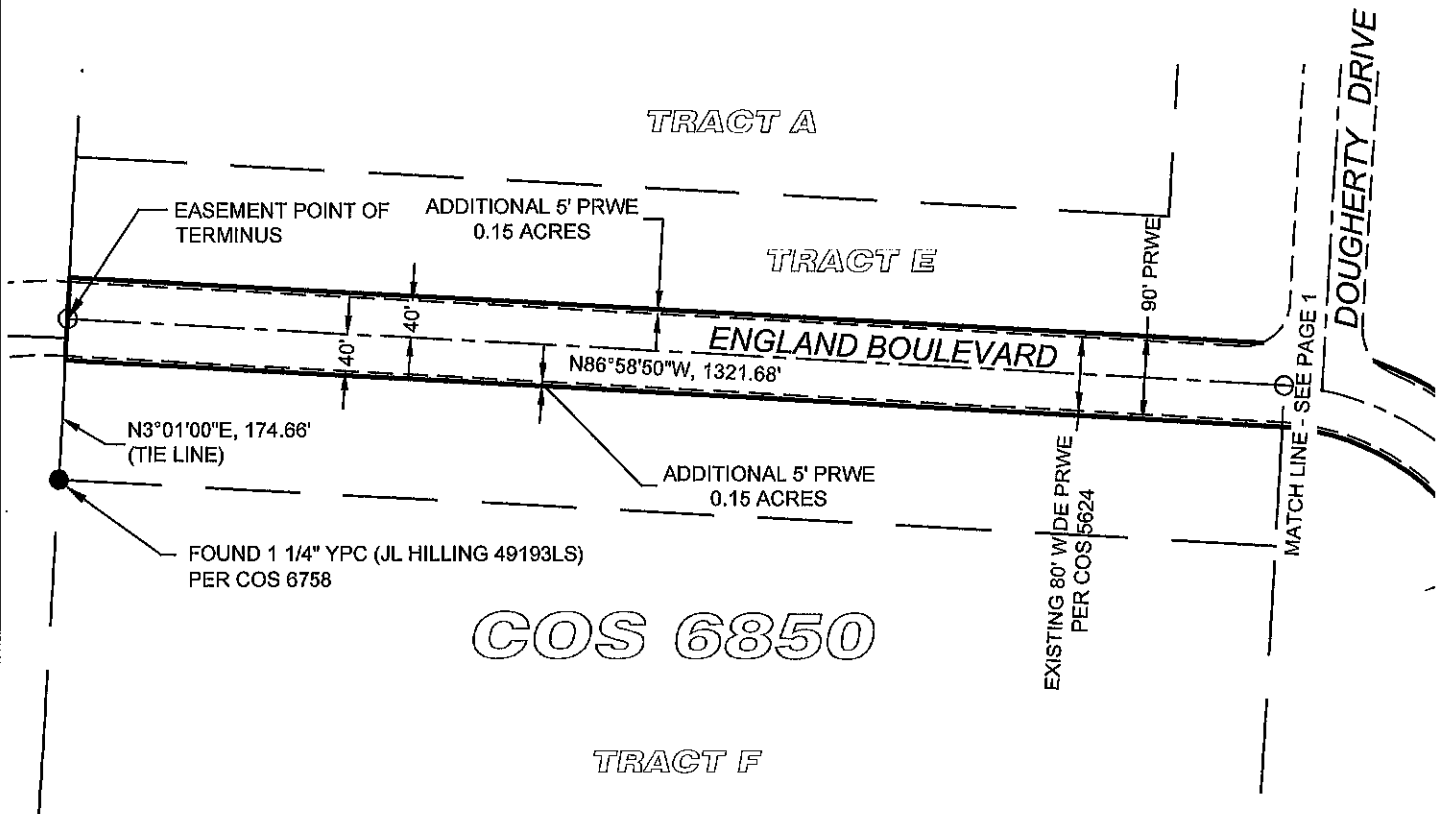 TRACT A
DOUGHERTY DRIVE
EASEMENT POINT OF
TERMINUS
ADDITIONAL 5' PRWE
0.15 ACRES
TRACT E
90' PRWE
40'
40'
ENGLAND BOULEVARD
N86°58'50"W, 1321.68'
MATCH LINE - SEE PAGE 1
N3°01'00"E, 174.66'
(TIE LINE)
ADDITIONAL 5' PRWE
0.15 ACRES
EXISTING 80' WIDE PRWE
PER COS 5624
FOUND 1 1/4" YPC (JL HILLING 49193LS)
PER COS 6758
COS 6850
TRACT F